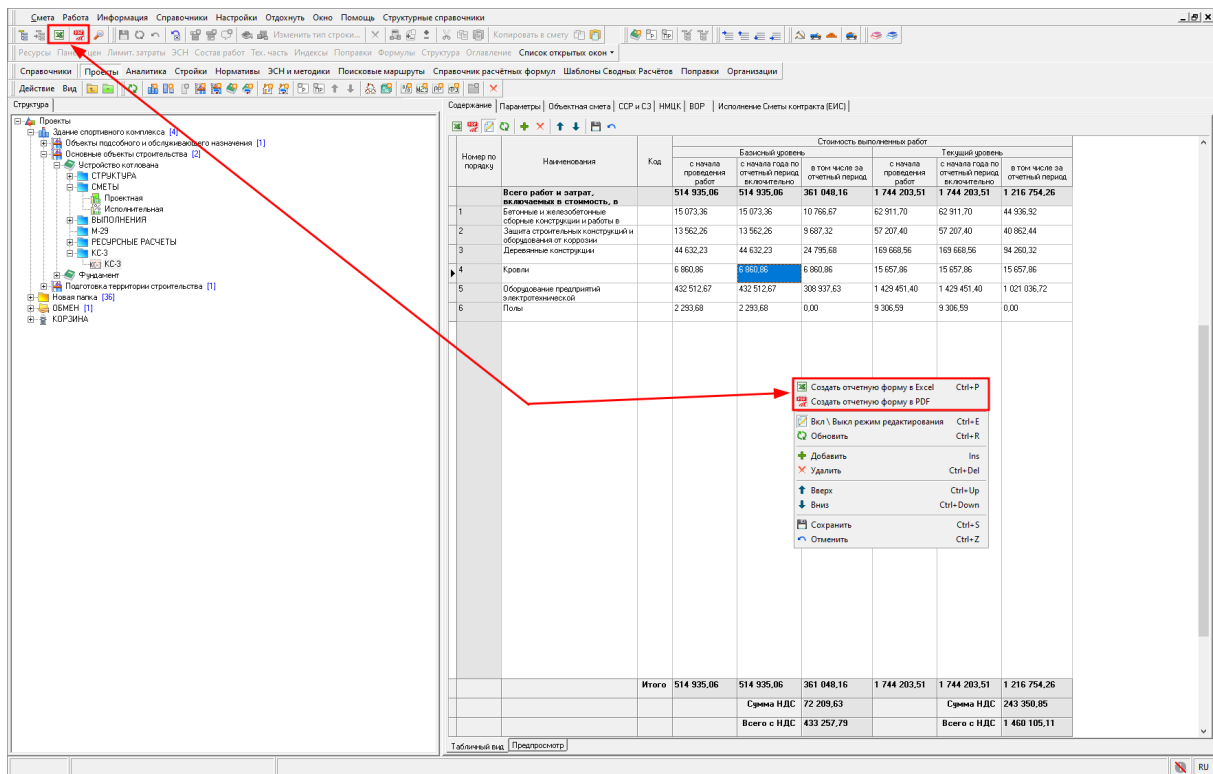 Смета Работа Информация Справочники Настройки Отдохнуть Окно Помощь Структурные справочники
Изменить тип строки... Копировать в смету
Ресурсы Лимит. затраты ЭСН Состав работ Тех. часть Индексы Поправки Формулы Структура Оглавление Список открытых окон
Справочники Проекты Аналитика Стройки Нормативы ЭСН и методики Поисковые маршруты Справочник расчётных формул Шаблоны Сводных Расчётов Поправки Организации
Действие Вид
Структура
Проекты
Здание спортивного комплекса [4]
Объекты подсобного и обслуживающего назначения [1]
Основные объекты строительства [2]
Устройство котлована
СТРУКТУРА
СМЕТЫ
Проектная
Исполнительная
ВЫПОЛНЕНИЯ
М-29
РЕСУРСНЫЕ РАСЧЕТЫ
КС-3
КС-3
Фундамент
Подготовка территории строительства [1]
Новая папка [36]
ОБМЕН [1]
КОРЗИНА
Содержание Параметры Объектная смета ССР и СЗ НМЦК ВОР Исполнение Сметы контракта (ЕИС)
Номер по порядку Наименования Код Стоимость выполненных работ
Базисный уровень Текущий уровень
с начала проведения работ с начала года по отчетный период включительно в том числе за отчетный период с начала проведения работ с начала года по отчетный период включительно в том числе за отчетный период
Всего работ и затрат, включаемых в стоимость, в 514 935,06 514 935,06 361 048,16 1 744 203,51 1 744 203,51 1 216 754,26
1 Бетонные и железобетонные сборные конструкции и работы в 15 073,36 15 073,36 10 766,67 62 911,70 62 911,70 44 936,92
2 Защита строительных конструкций и оборудования от коррозии 13 562,26 13 562,26 9 687,32 57 207,40 57 207,40 40 862,44
3 Деревянные конструкции 44 632,23 44 632,23 24 795,68 169 668,56 169 668,56 94 260,32
4 Кровли 6 860,86 6 860,86 6 860,86 15 657,86 15 657,86 15 657,86
5 Оборудование предприятий электротехнической 432 512,67 432 512,67 308 937,63 1 429 451,40 1 429 451,40 1 021 036,72
6 Полы 2 293,68 2 293,68 0,00 9 306,59 9 306,59 0,00
Создать отчетную форму в Excel Ctrl+P
Создать отчетную форму в PDF
Вкл \ Выкл режим редактирования Ctrl+E
Обновить Ctrl+R
Добавить Ins
Удалить Ctrl+Del
Вверх Ctrl+Up
Вниз Ctrl+Down
Сохранить Ctrl+S
Отменить Ctrl+Z
Итого 514 935,06 514 935,06 361 048,16 1 744 203,51 1 744 203,51 1 216 754,26
Сумма НДС 72 209,63 Сумма НДС 243 350,85
Всего с НДС 433 257,79 Всего с НДС 1 460 105,11
Табличный вид Предпросмотр
RU